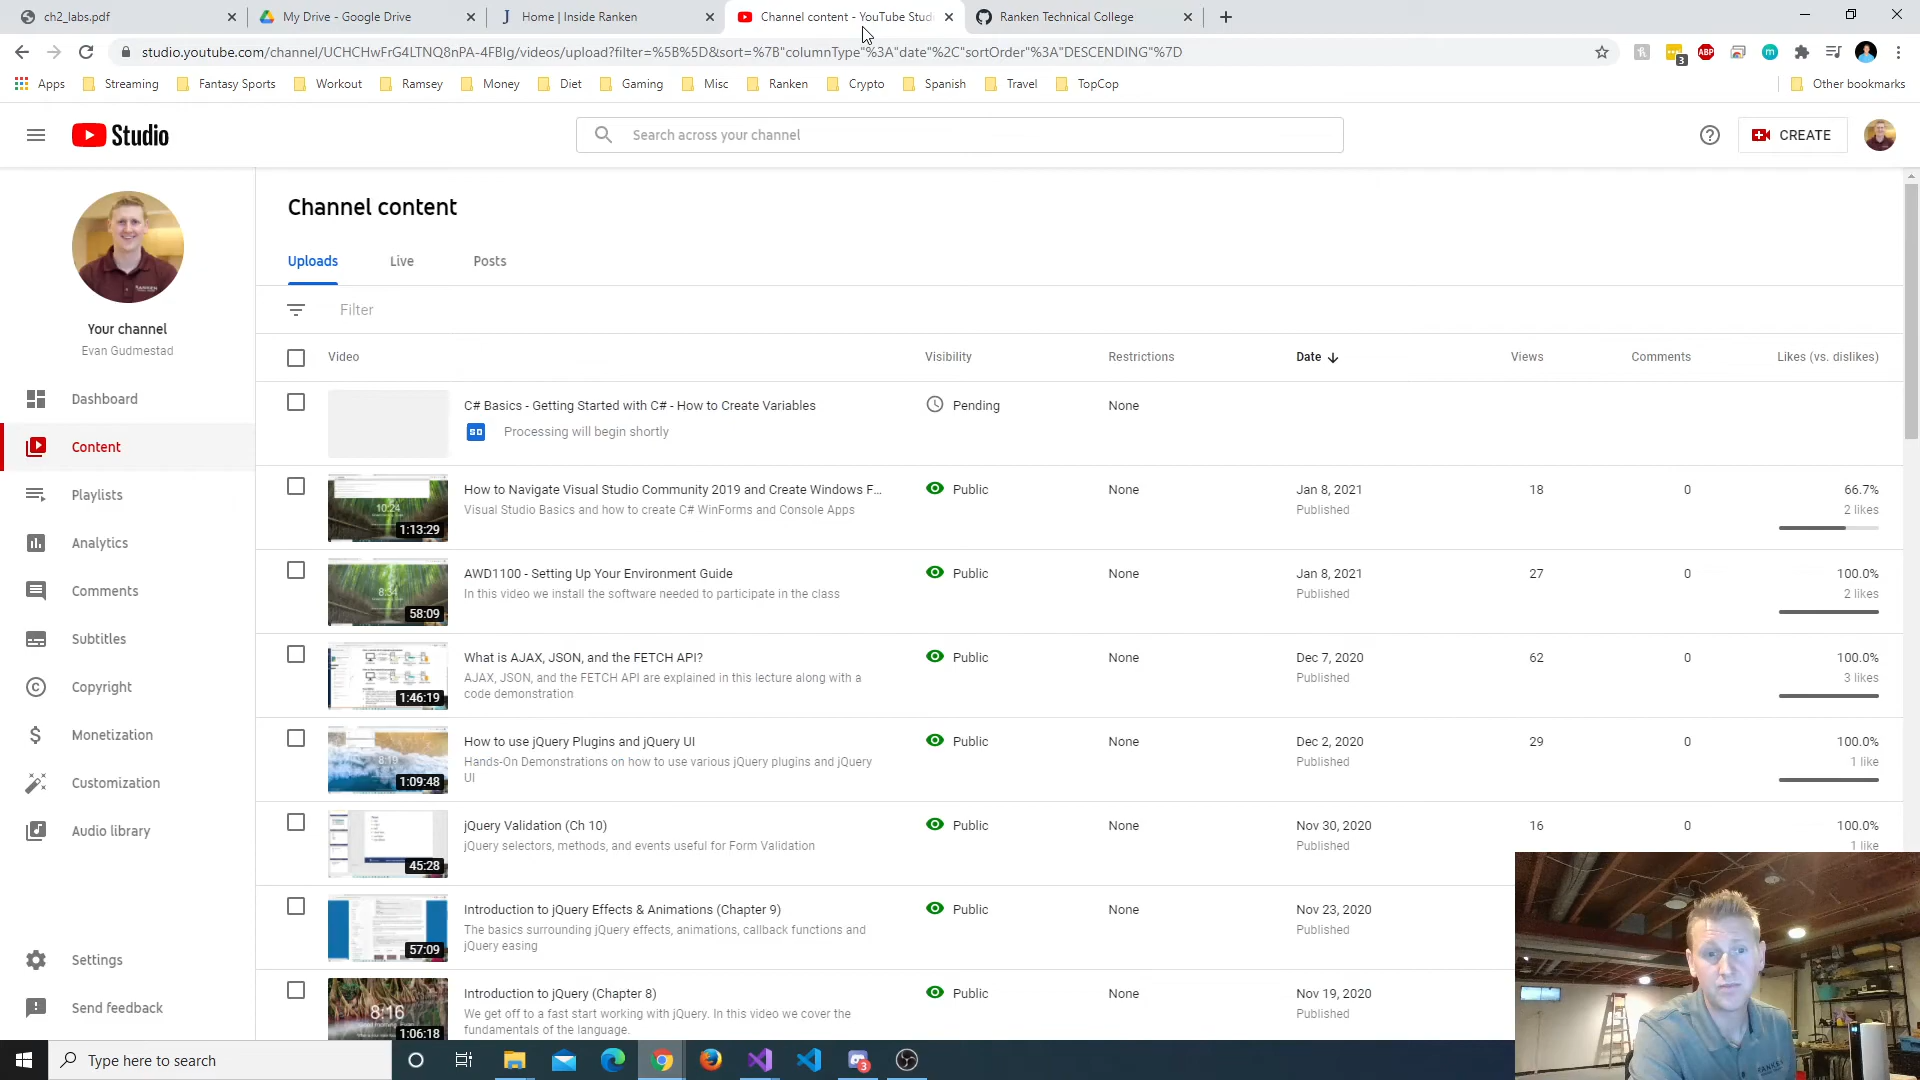 ch2_labs.pdf
My Drive - Google Drive
Home | Inside Ranken
Channel content - YouTube Stud
Ranken Technical College
studio.youtube.com/channel/UCHCHwFrG4LTNQ8nPA-4FBIg/videos/upload?filter=%5B%5D&sort=%7B"columnType"%3A"date"%2C"sortOrder"%3A"DESCENDING"%7D
3
ABP
Apps
Streaming
Fantasy Sports
Workout
Ramsey
Money
Diet
Gaming
Misc
Ranken
Crypto
Spanish
Travel
TopCop
Other bookmarks
Studio
Search across your channel
CREATE
Your channel
Evan Gudmestad
Dashboard
Content
Playlists
Analytics
Comments
Subtitles
Copyright
Monetization
Customization
Audio library
Settings
Send feedback
Channel content
Uploads Live Posts
Filter
Video Visibility Restrictions Date Views Comments Likes (vs. dislikes)
C# Basics - Getting Started with C# - How to Create Variables Pending None
SD Processing will begin shortly
How to Navigate Visual Studio Community 2019 and Create Windows F... Public None Jan 8, 2021 18 0 66.7%
Visual Studio Basics and how to create C# WinForms and Console Apps Published 2 likes
10:24
1:13:29
AWD1100 - Setting Up Your Environment Guide Public None Jan 8, 2021 27 0 100.0%
In this video we install the software needed to participate in the class Published 2 likes
8:34
58:09
What is AJAX, JSON, and the FETCH API? Public None Dec 7, 2020 62 0 100.0%
AJAX, JSON, and the FETCH API are explained in this lecture along with a Published 3 likes
code demonstration
1:46:19
How to use jQuery Plugins and jQuery UI Public None Dec 2, 2020 29 0 100.0%
Hands-On Demonstrations on how to use various jQuery plugins and jQuery Published 1 like
UI
8:19
1:09:48
jQuery Validation (Ch 10) Public None Nov 30, 2020 16 0 100.0%
jQuery selectors, methods, and events useful for Form Validation Published 1 like
45:28
Introduction to jQuery Effects & Animations (Chapter 9) Public None Nov 23, 2020
The basics surrounding jQuery effects, animations, callback functions and Published
jQuery easing
57:09
Introduction to jQuery (Chapter 8) Public None Nov 19, 2020
We get off to a fast start working with jQuery. In this video we cover the Published
fundamentals of the language.
8:16
1:06:18
Type here to search
3